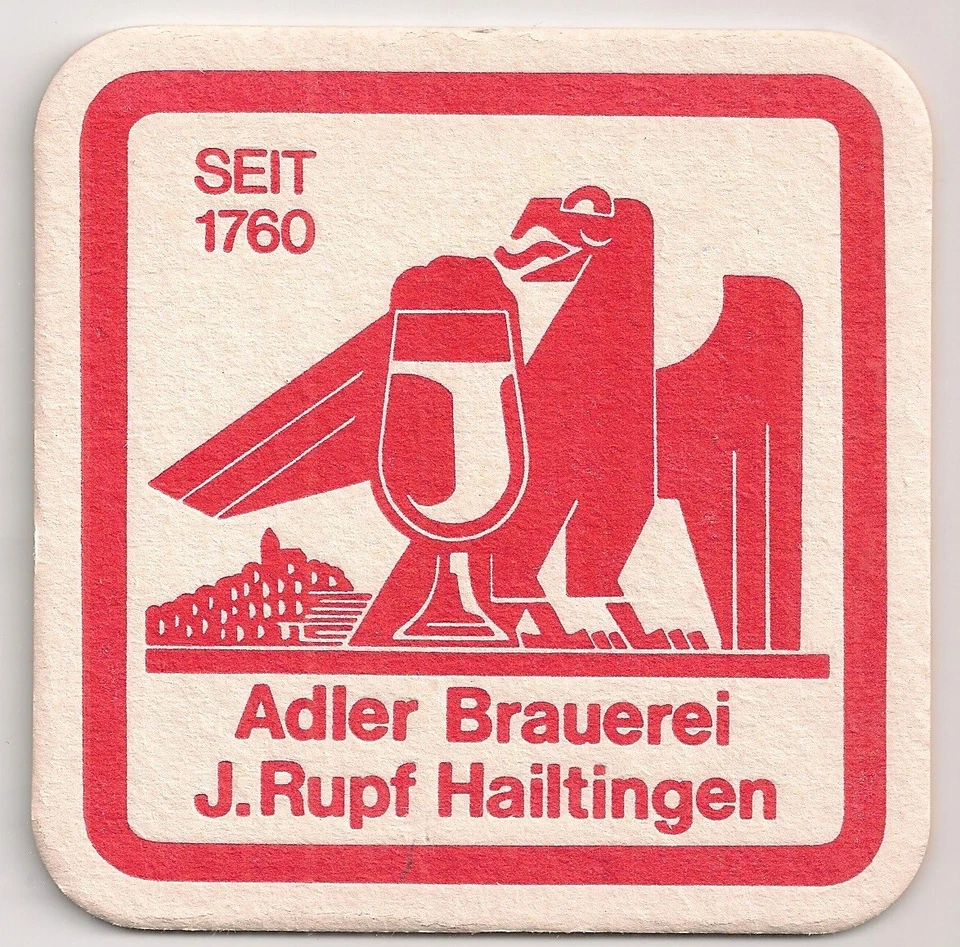 SEIT
1760
Adler Brauerei
J.Rupf Hailtingen